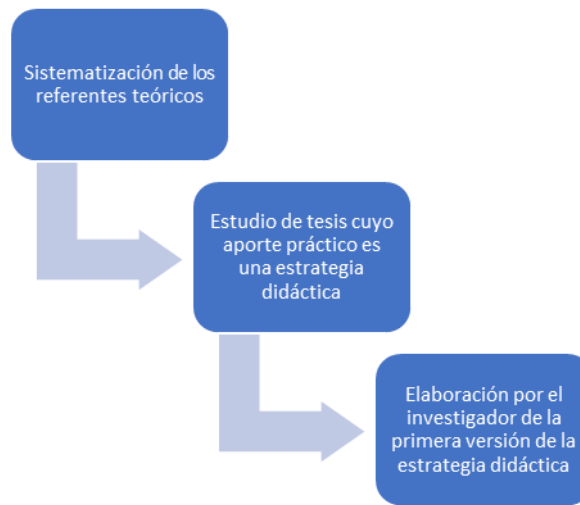 Sistematización de los
referentes teóricos
Estudio de tesis cuyo
aporte práctico es
una estrategia
didáctica
Elaboración por el
investigador de la
primera versión de la
estrategia didáctica